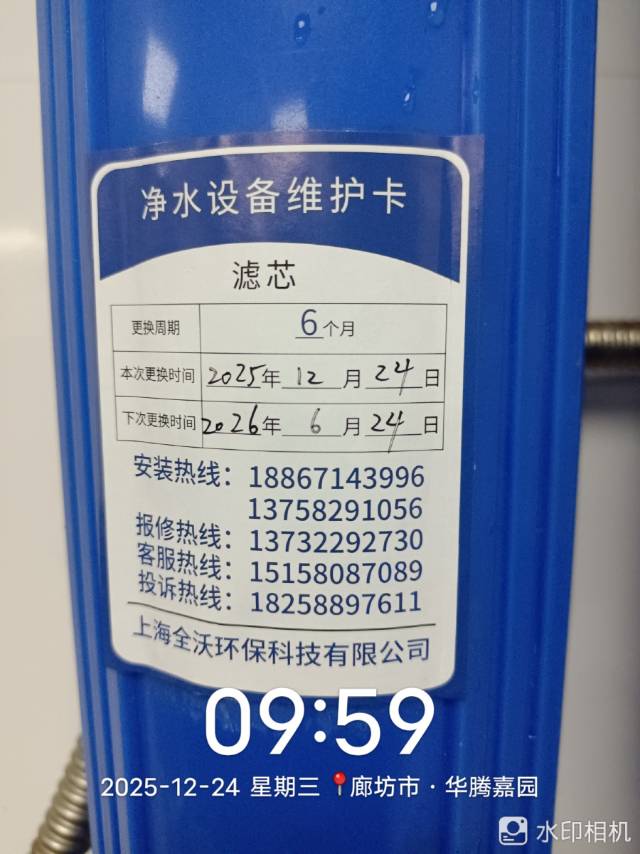 净水设备维护卡
滤芯
更换周期 6个月
本次更换时间 2025年 12 月 24 日
下次更换时间 2026年 6 月 24 日
安装热线：18867143996
13758291056
报修热线：13732292730
客服热线：15158087089
投诉热线：18258897611
上海全沃环保科技有限公司
09:59
2025-12-24 星期三 廊坊市·华腾嘉园
水印相机